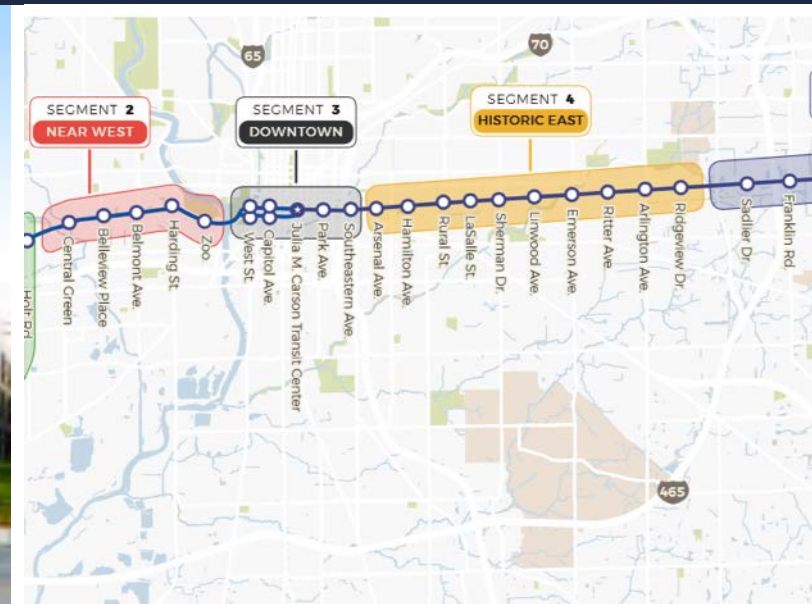 65
70
SEGMENT 2
NEAR WEST
SEGMENT 3
DOWNTOWN
SEGMENT 4
HISTORIC EAST
Holt Rd
Central Green
Belleview Place
Belmont Ave.
Harding St.
Zoo
West St.
Capitol Ave.
Julia M. Carson Transit Center
Park Ave.
Southeastern Ave.
Arsenal Ave.
Hamilton Ave.
Rural St.
LaSalle St.
Sherman Dr.
Linwood Ave.
Emerson Ave.
Ritter Ave.
Arlington Ave.
Ridgeview Dr.
Sadlier Dr.
Franklin Rd.
465